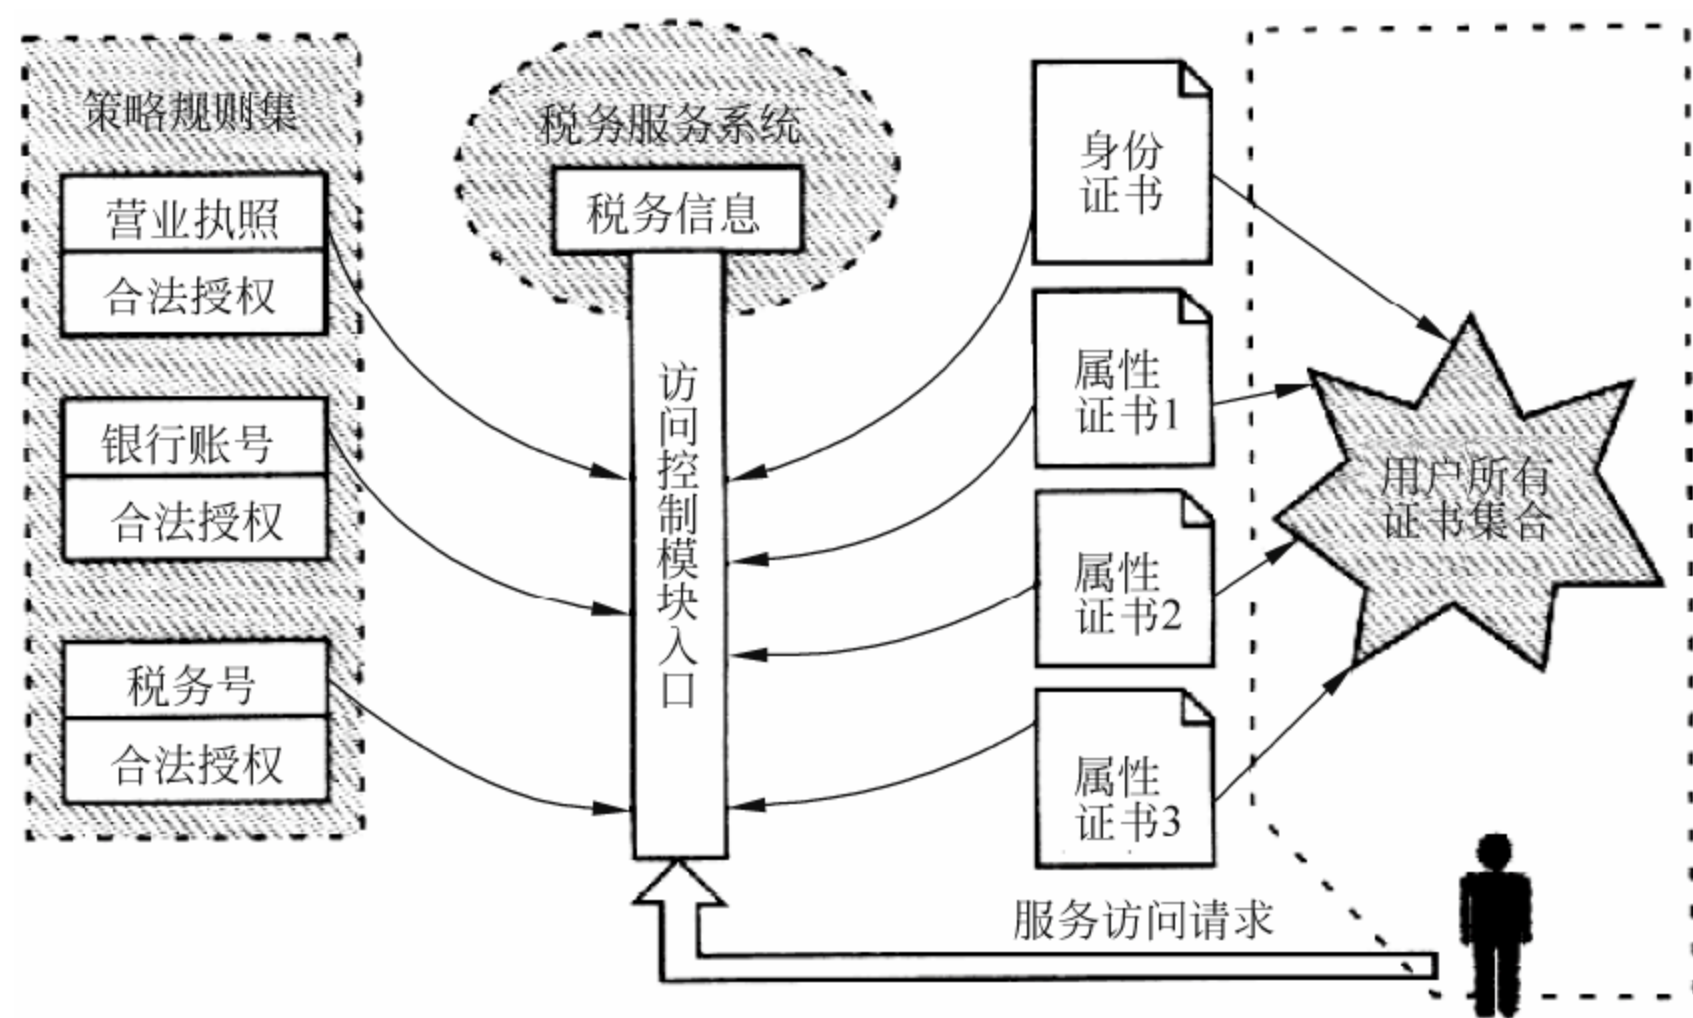 策略规则集
营业执照
合法授权
银行账号
合法授权
税务号
合法授权
税务服务系统
税务信息
访问控制模块入口
身份
证书
属性
证书1
属性
证书2
属性
证书3
用户所有
证书集合
服务访问请求